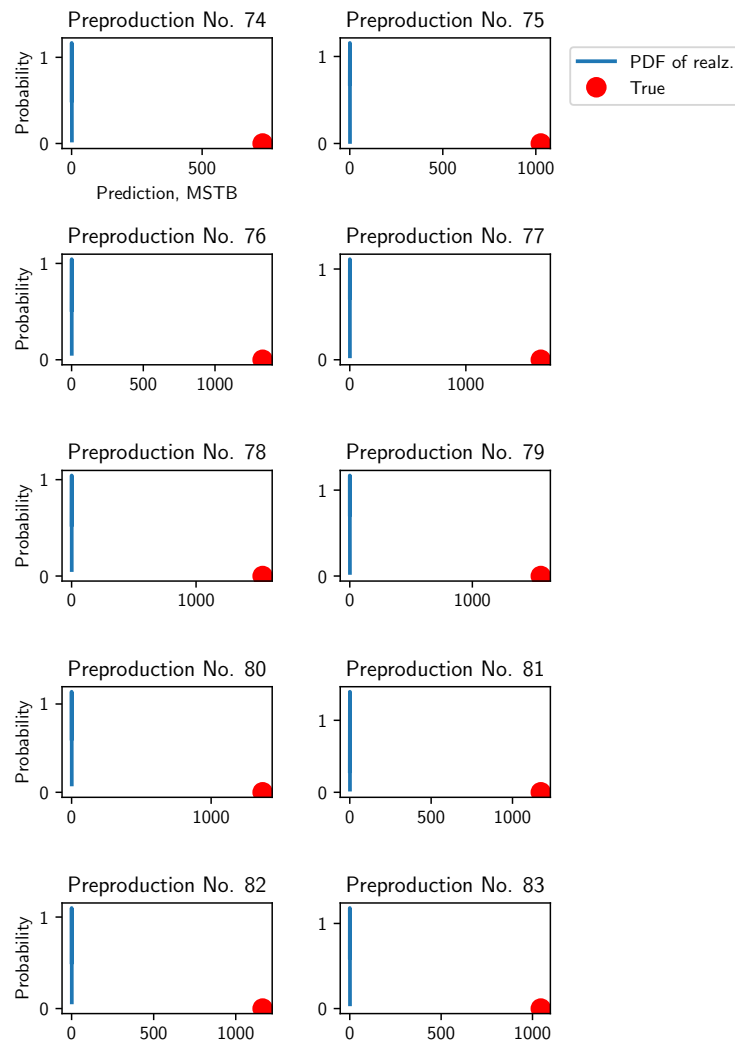 Preproduction No. 74
Preproduction No. 75
1
0
Probability
0
500
Prediction, MSTB
1
0
0
500
1000
PDF of realz.
True
Preproduction No. 76
Preproduction No. 77
1
0
Probability
0
500
1000
1
0
0
1000
Preproduction No. 78
Preproduction No. 79
1
0
Probability
0
1000
1
0
0
1000
Preproduction No. 80
Preproduction No. 81
1
0
Probability
0
1000
1
0
0
500
1000
Preproduction No. 82
Preproduction No. 83
1
0
Probability
0
500
1000
1
0
0
500
1000